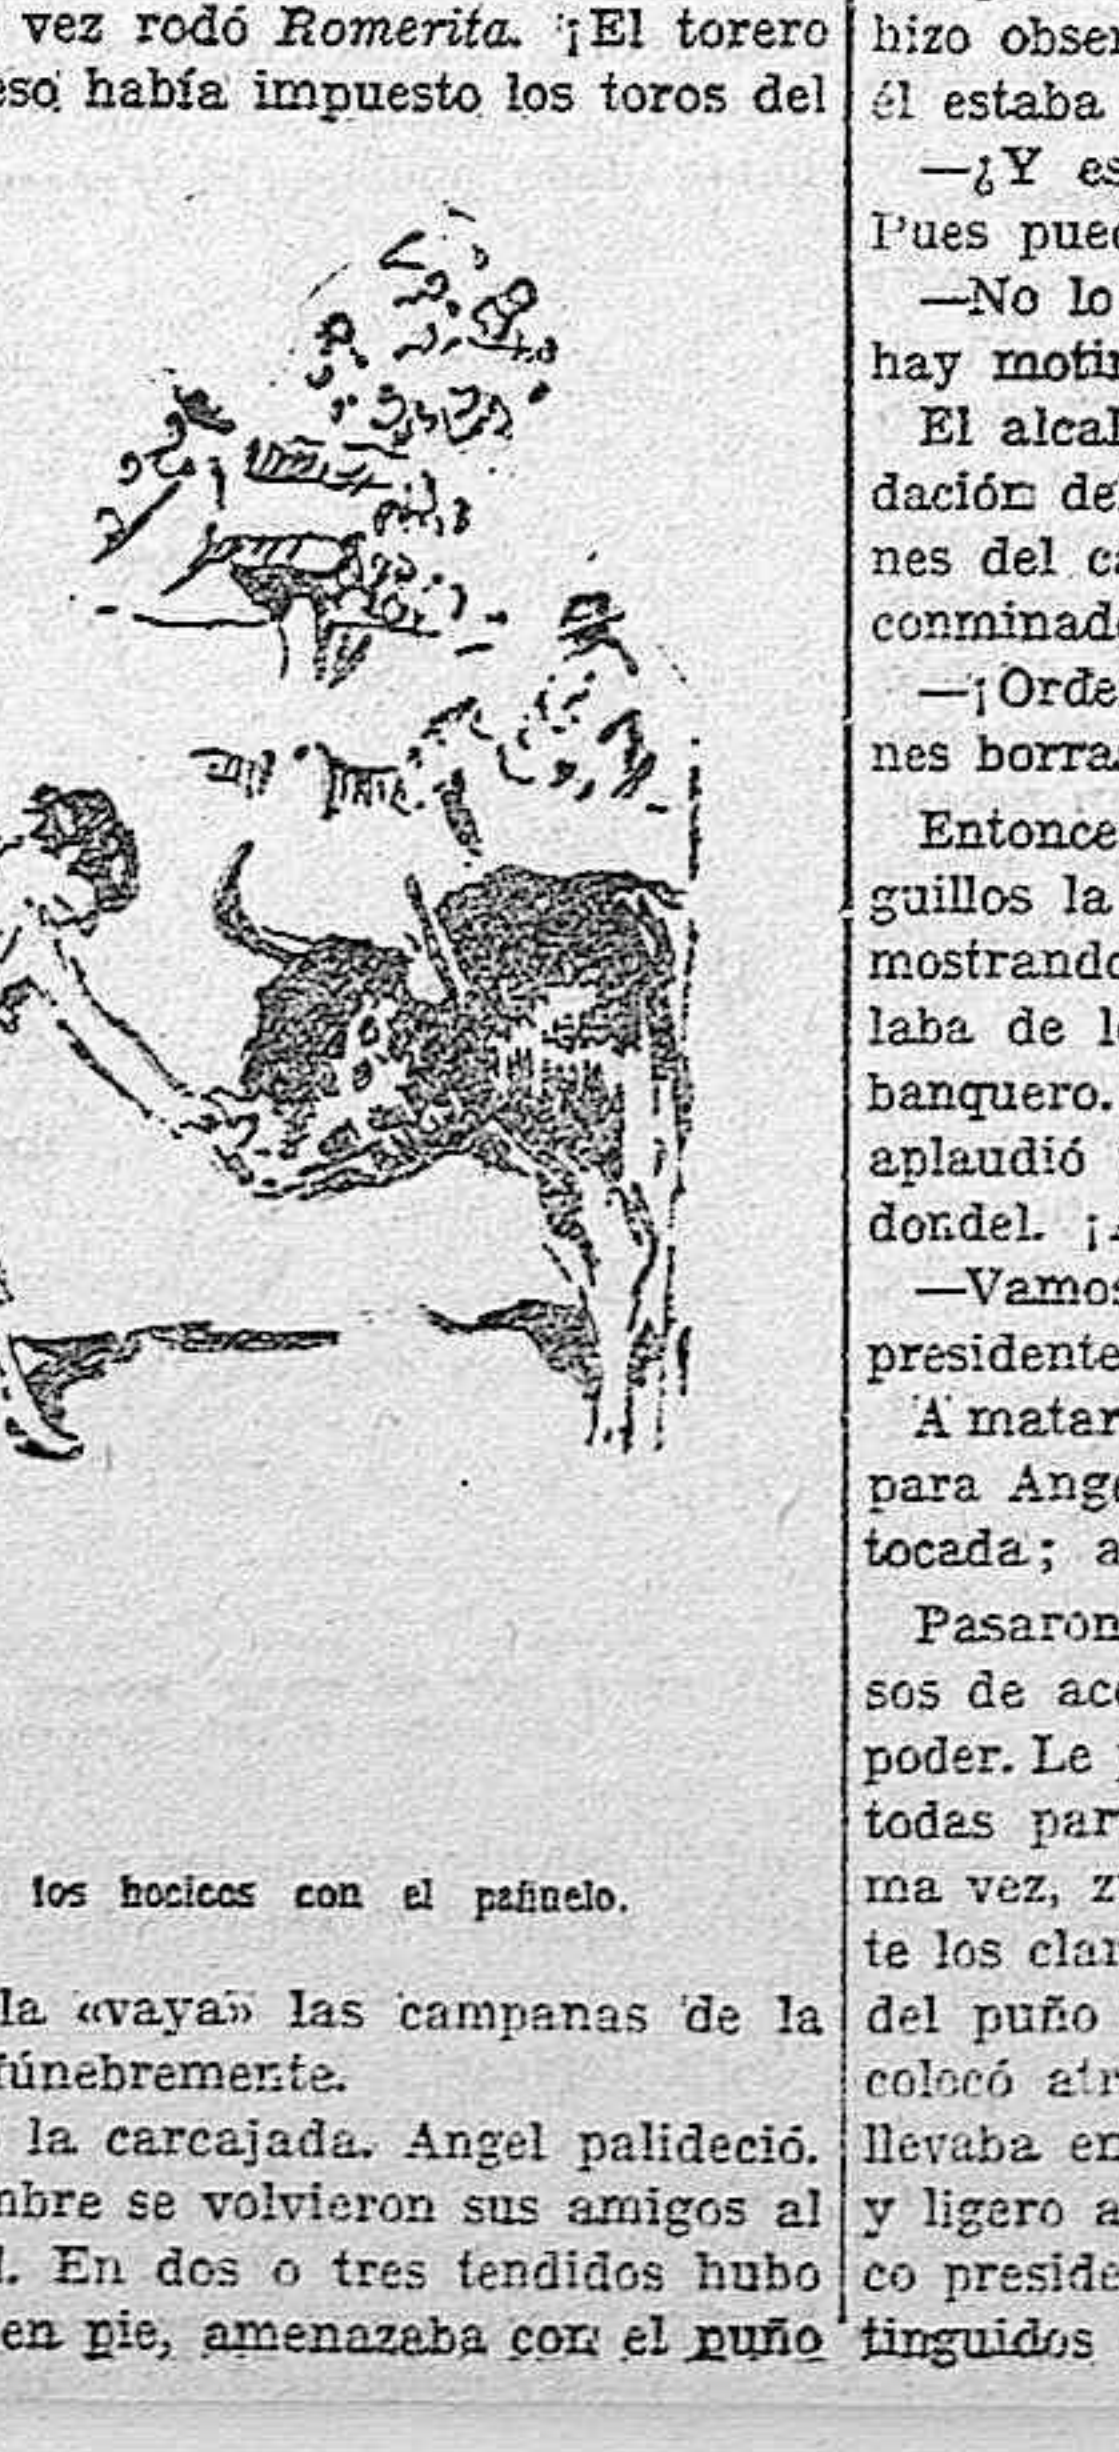 vez rodó Romerita. ¡El torero
eso había impuesto los toros del
los hocicos con el pañuelo.
la «vaya» las campanas de la
fúnebremente.
la carcajada. Angel palideció.
mbre se volvieron sus amigos al
l. En dos o tres tendidos hubo
en pie, amenazaba con el puño
hizo obser
él estaba
—¿Y es
Pues pued
—No lo
hay motin
El alcal
dación de
nes del ca
conminado
—¡Orde
nes borra
Entonce
guillos la
mostrando
laba de l
banquero.
aplaudió
dondel. ¡
—Vamos
presidente
A matar
para Ange
tocada; a
Pasaron
sos de ace
poder. Le
todas par
ma vez, z
te los clar
del puño
colocó atr
llevaba en
y ligero a
co preside
tinguidos